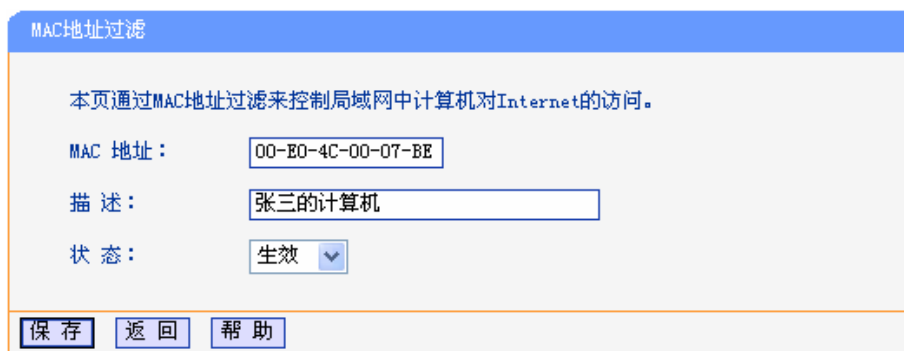 MAC地址过滤
本页通过MAC地址过滤来控制局域网中计算机对Internet的访问。
MAC 地址： 00-E0-4C-00-07-BE
描 述： 张三的计算机
状 态： 生效
保 存 返 回 帮 助